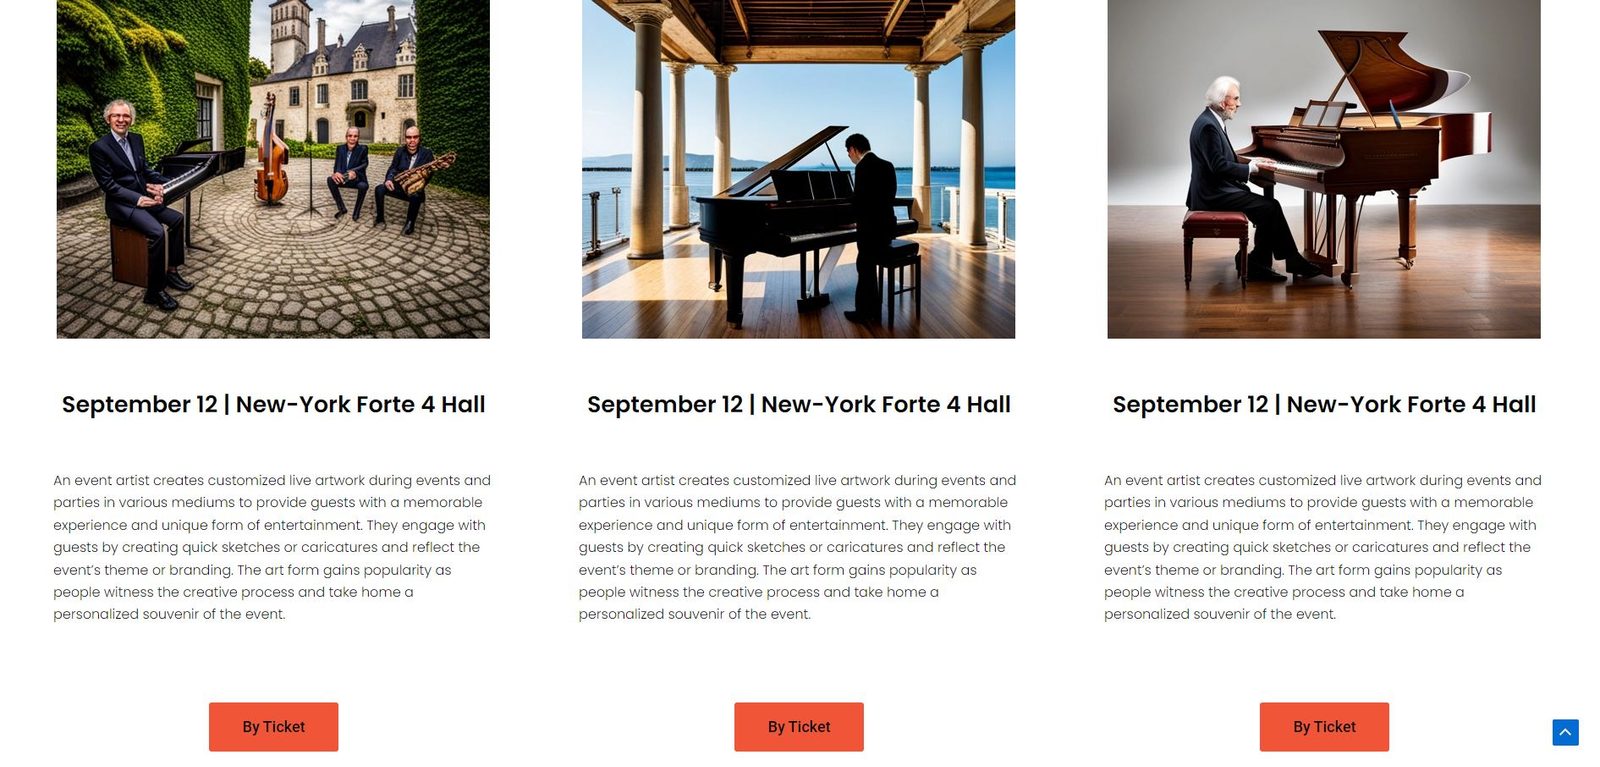 September 12 | New-York Forte 4 Hall
An event artist creates customized live artwork during events and
parties in various mediums to provide guests with a memorable
experience and unique form of entertainment. They engage with
guests by creating quick sketches or caricatures and reflect the
event's theme or branding. The art form gains popularity as
people witness the creative process and take home a
personalized souvenir of the event.
By Ticket
September 12 | New-York Forte 4 Hall
An event artist creates customized live artwork during events and
parties in various mediums to provide guests with a memorable
experience and unique form of entertainment. They engage with
guests by creating quick sketches or caricatures and reflect the
event's theme or branding. The art form gains popularity as
people witness the creative process and take home a
personalized souvenir of the event.
By Ticket
September 12 | New-York Forte 4 Hall
An event artist creates customized live artwork during events and
parties in various mediums to provide guests with a memorable
experience and unique form of entertainment. They engage with
guests by creating quick sketches or caricatures and reflect the
event's theme or branding. The art form gains popularity as
people witness the creative process and take home a
personalized souvenir of the event.
By Ticket